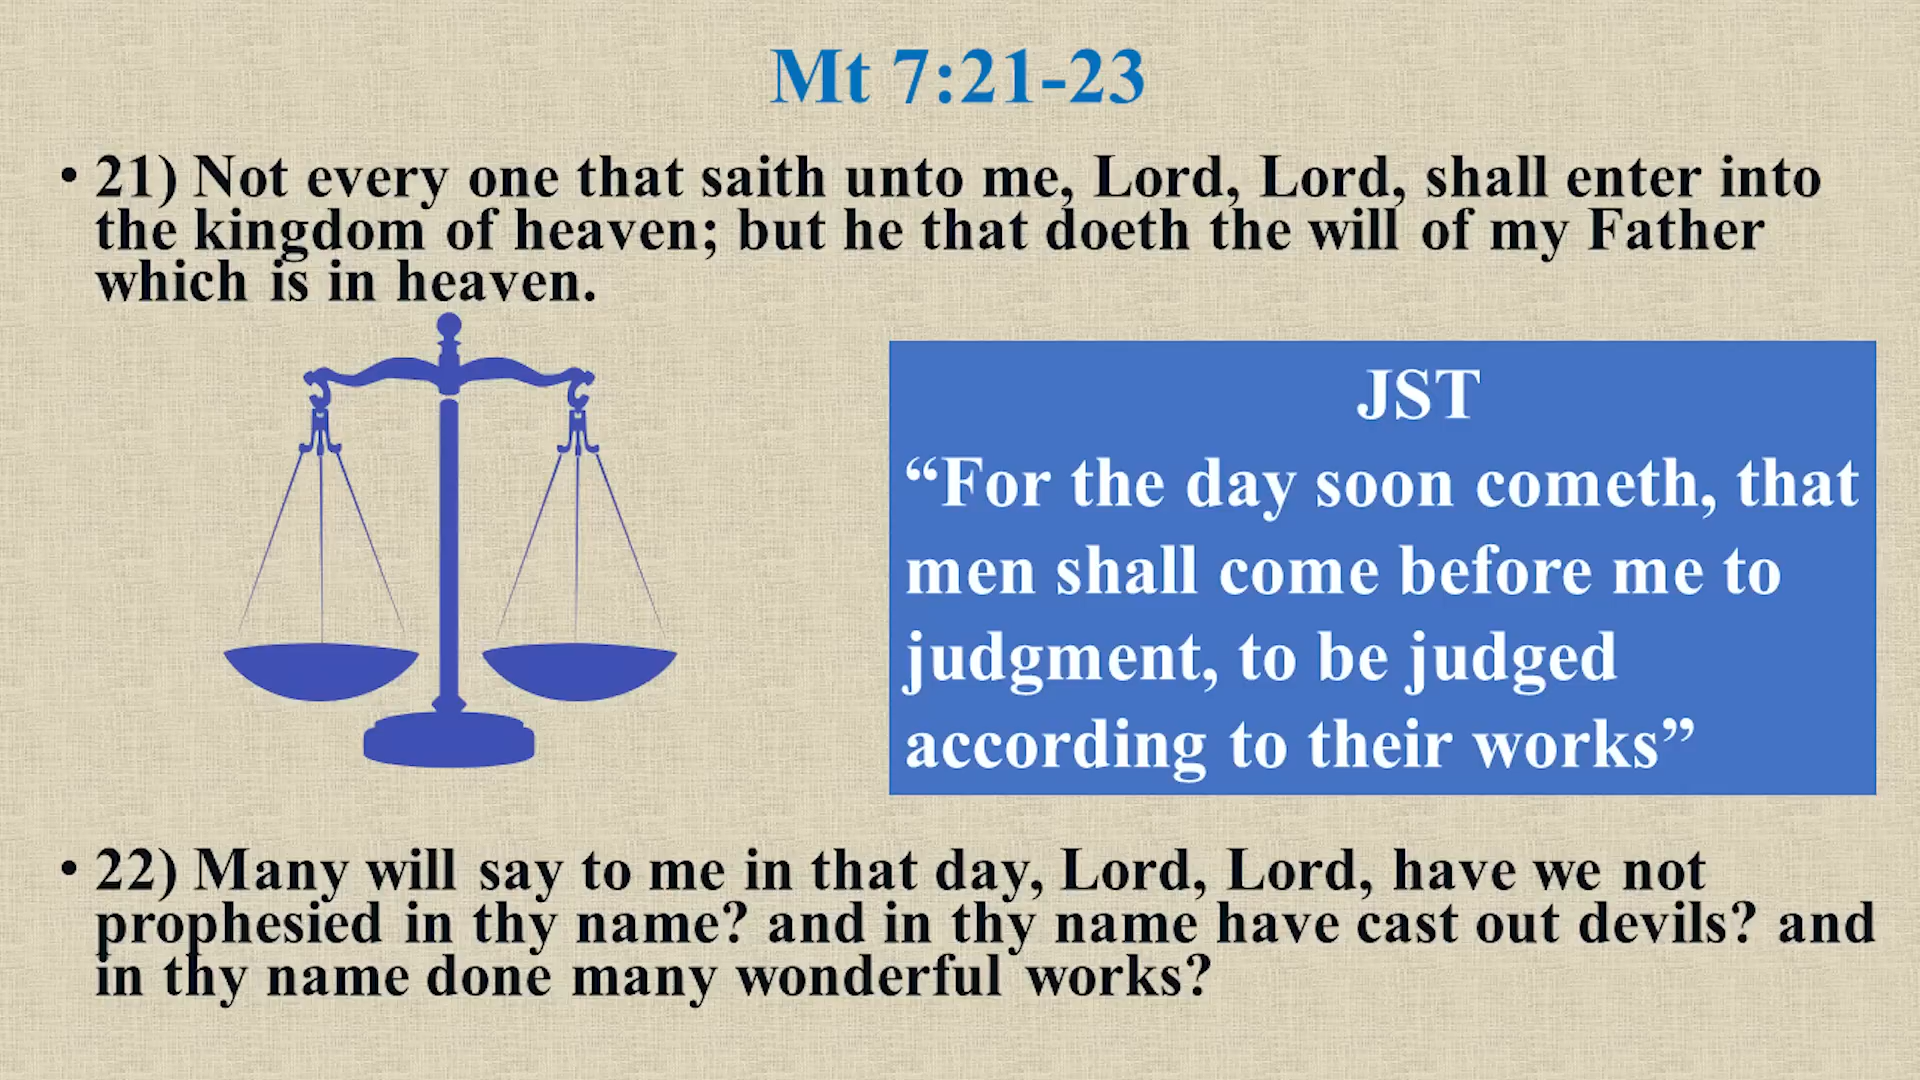 Mt 7:21-23
• 21) Not every one that saith unto me, Lord, Lord, shall enter into
the kingdom of heaven; but he that doeth the will of my Father
which is in heaven.
JST
“For the day soon cometh, that
men shall come before me to
judgment, to be judged
according to their works”
• 22) Many will say to me in that day, Lord, Lord, have we not
prophesied in thy name? and in thy name have cast out devils? and
in thy name done many wonderful works?